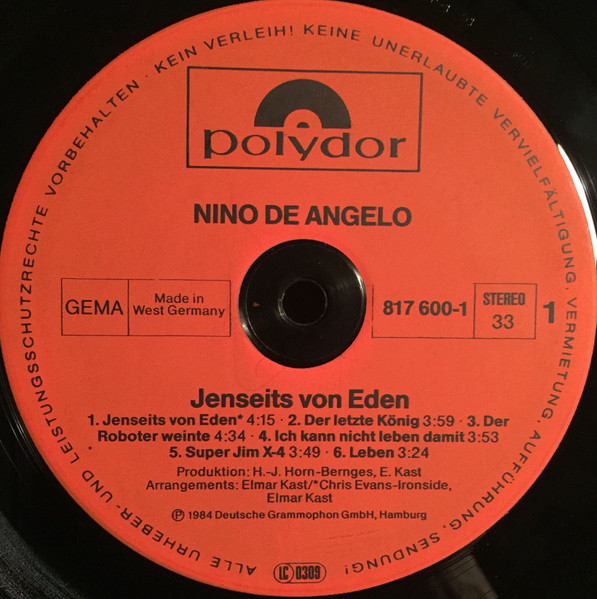 ALLE URHEBER- UND LEISTUNGSSCHUTZRECHTE VORBEHALTEN · KEIN VERLEIH! KEINE UNERLAUBTE VERVIELFÄLTIGUNG, VERMIETUNG, AUFFÜHRUNG, SENDUNG!
polydor
NINO DE ANGELO
GEMA
Made in
West Germany
817 600-1
STEREO
33
1
Jenseits von Eden
1. Jenseits von Eden* 4:15 · 2. Der letzte König 3:59 · 3. Der
Roboter weinte 4:34 · 4. Ich kann nicht leben damit 3:53
5. Super Jim X-4 3:49 · 6. Leben 3:24
Produktion: H.-J. Horn-Bernges, E. Kast
Arrangements: Elmar Kast/*Chris Evans-Ironside,
Elmar Kast
℗ 1984 Deutsche Grammophon GmbH, Hamburg
LC 0309